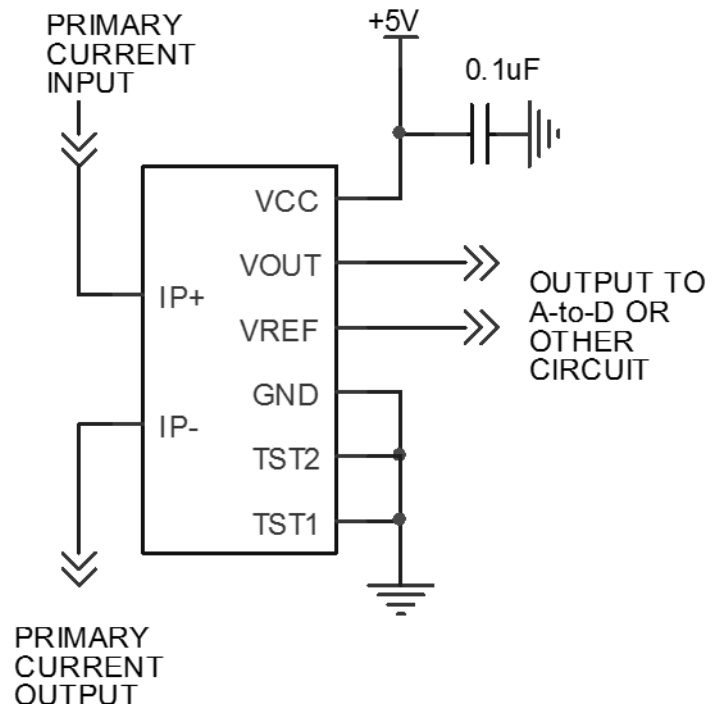 PRIMARY
CURRENT
INPUT
+5V
0.1uF
VCC
VOUT
IP+
VREF
OUTPUT TO
A-to-D OR
OTHER
CIRCUIT
GND
IP-
TST2
TST1
PRIMARY
CURRENT
OUTPUT